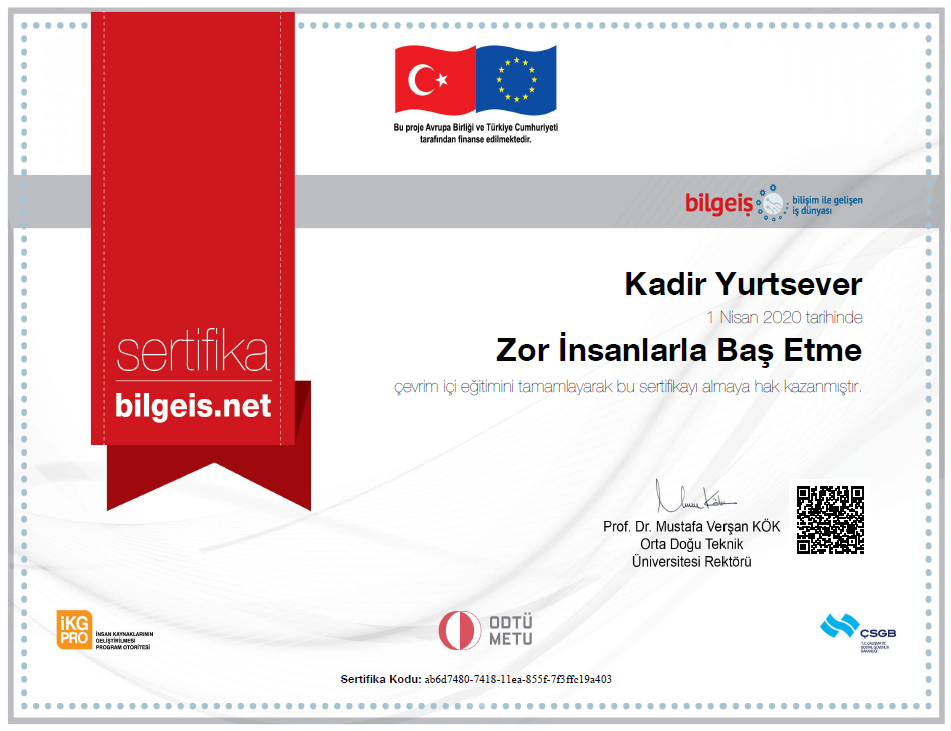 Bu proje Avrupa Birliği ve Türkiye Cumhuriyeti
tarafından finanse edilmektedir.
bilgeiş
bilişim ile gelişen
iş dünyası
Kadir Yurtsever
1 Nisan 2020 tarihinde
Zor İnsanlarla Baş Etme
çevrim içi eğitimini tamamlayarak bu sertifikayı almaya hak kazanmıştır.
sertifika
bilgeis.net
Prof. Dr. Mustafa Verşan KÖK
Orta Doğu Teknik
Üniversitesi Rektörü
iKG
PRO
İNSAN KAYNAKLARININ
GELİŞTİRİLMESİ
PROGRAM OTORİTESİ
ODTÜ
METU
ÇSGB
T.C. ÇALIŞMA VE
SOSYAL GÜVENLİK
BAKANLIĞI
Sertifika Kodu: ab6d7480-7418-11ea-855f-7f3ffc19a403